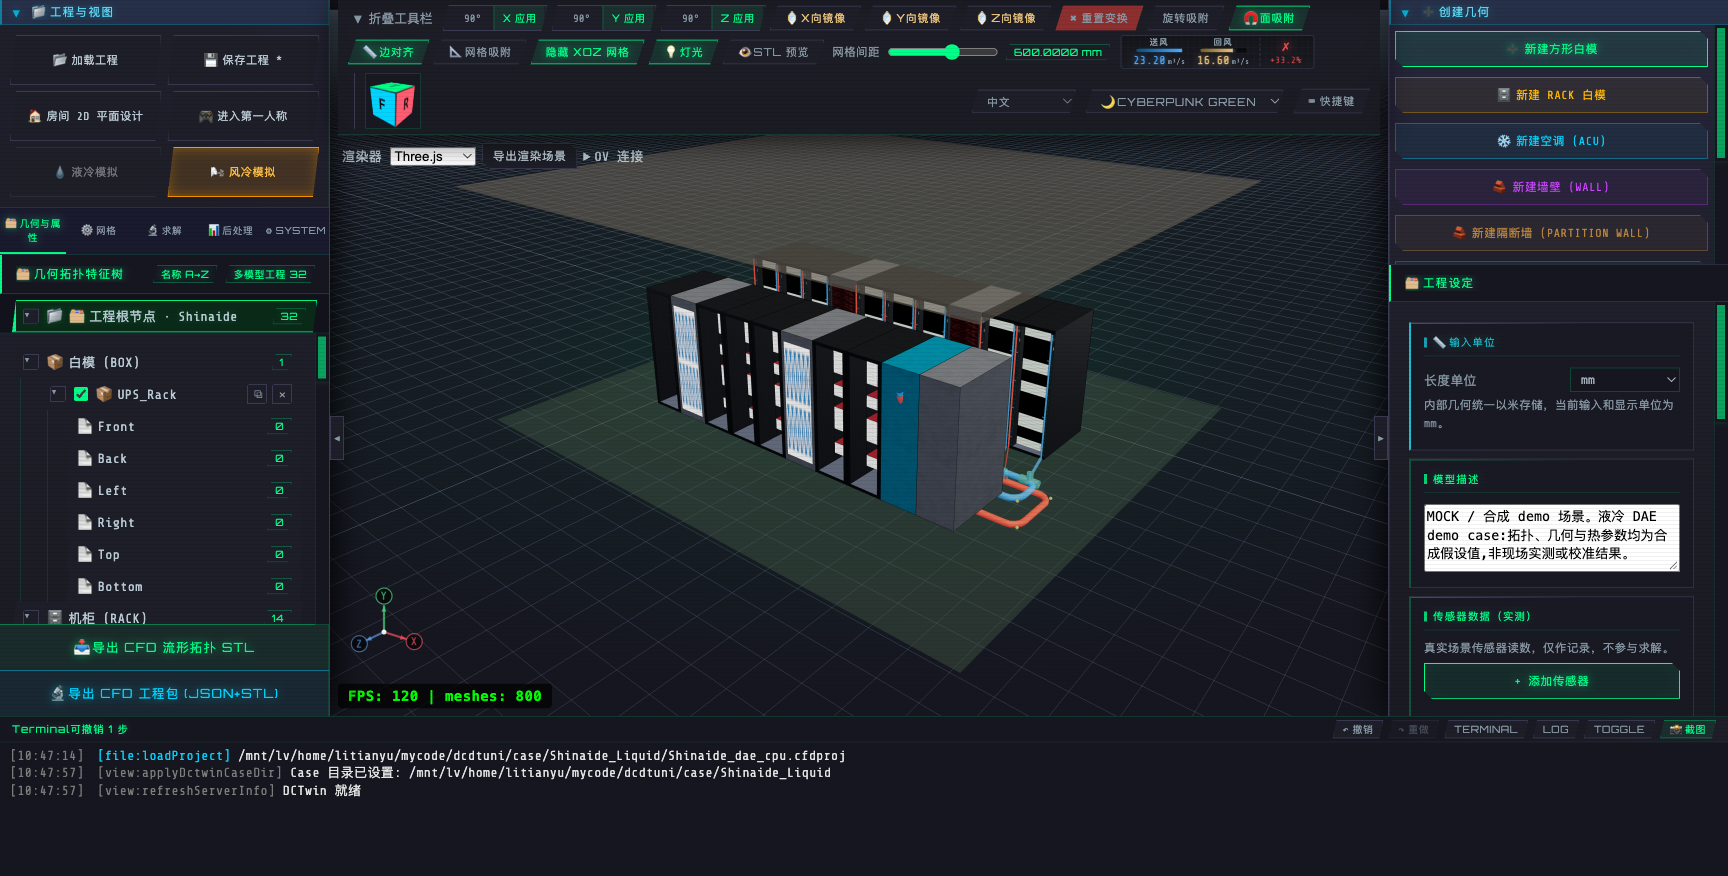 ▼ 工程与视图
加载工程
保存工程 *
房间 2D 平面设计
进入第一人称
液冷模拟
风冷模拟
几何与属性
网格
求解
后处理
SYSTEM
几何拓扑特征树
名称 A→Z
多模型工程 32
工程根节点 · Shinaide
32
白模 (BOX)
1
UPS_Rack
Front
Back
Left
Right
Top
Bottom
机柜 (RACK)
14
导出 CFD 流形拓扑 STL
导出 CFD 工程包 (JSON+STL)
▼ 折叠工具栏
90° X 应用
90° Y 应用
90° Z 应用
X向镜像
Y向镜像
Z向镜像
重置变换
旋转吸附
面吸附
边对齐
网格吸附
隐藏 XOZ 网格
灯光
STL 预览
网格间距
600.0000 mm
送风
23.20 m³/s
回风
16.60 m³/s
✗
+33.2%
F
R
中文
CYBERPUNK GREEN
快捷键
渲染器
Three.js
导出渲染场景
▶ OV 连接
Y
Z
X
FPS: 120 | meshes: 800
▼ 创建几何
新建方形白模
新建 RACK 白模
新建空调 (ACU)
新建墙壁 (WALL)
新建隔断墙 (PARTITION WALL)
工程设定
输入单位
长度单位
mm
内部几何统一以米存储，当前输入和显示单位为
mm。
模型描述
MOCK / 合成 demo 场景。液冷 DAE
demo case:拓扑、几何与热参数均为合
成假设值,非现场实测或校准结果。
传感器数据 (实测)
真实场景传感器读数，仅作记录，不参与求解。
+ 添加传感器
Terminal可撤销 1 步
撤销
重做
TERMINAL
LOG
TOGGLE
截图
[10:47:14] [file:loadProject] /mnt/lv/home/litianyu/mycode/dcdtuni/case/Shinaide_Liquid/Shinaide_dae_cpu.cfdproj
[10:47:57] [view:applyDctwinCaseDir] Case 目录已设置: /mnt/lv/home/litianyu/mycode/dcdtuni/case/Shinaide_Liquid
[10:47:57] [view:refreshServerInfo] DCTwin 就绪